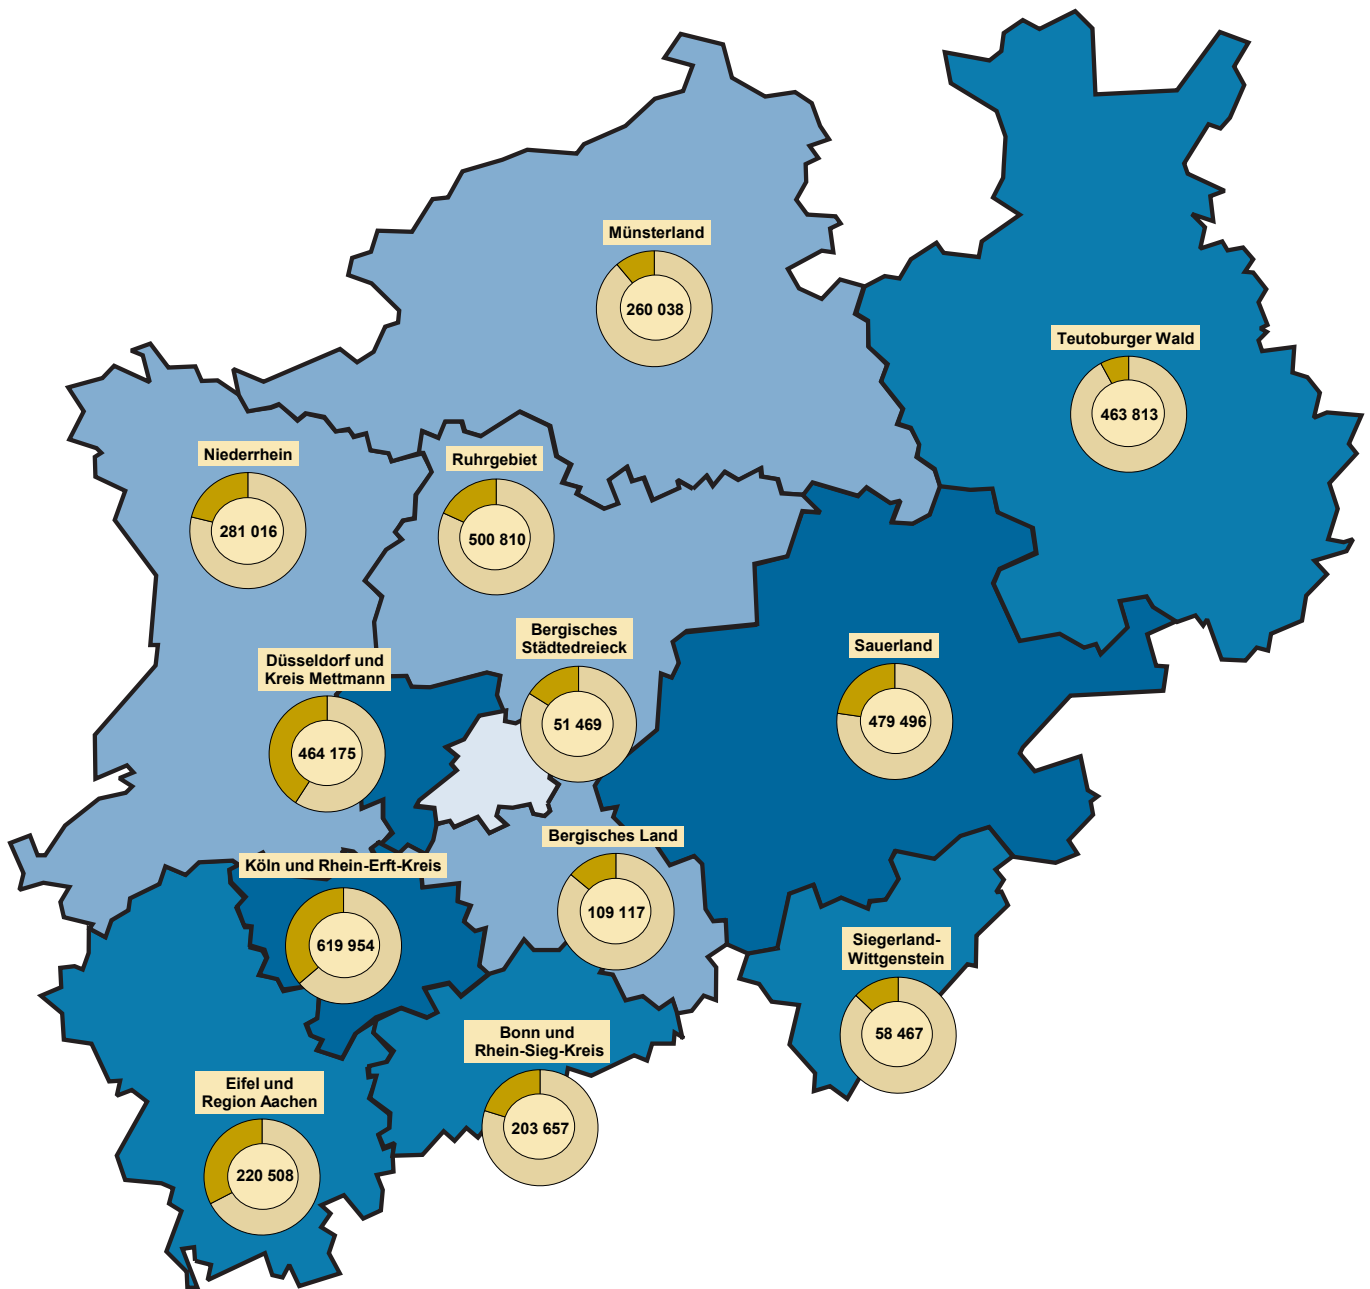 Münsterland
260 038
Teutoburger Wald
463 813
Niederrhein
281 016
Ruhrgebiet
500 810
Bergisches
Städtedreieck
51 469
Sauerland
479 496
Düsseldorf und
Kreis Mettmann
464 175
Bergisches Land
109 117
Köln und Rhein-Erft-Kreis
619 954
Siegerland-
Wittgenstein
58 467
Bonn und
Rhein-Sieg-Kreis
203 657
Eifel und
Region Aachen
220 508